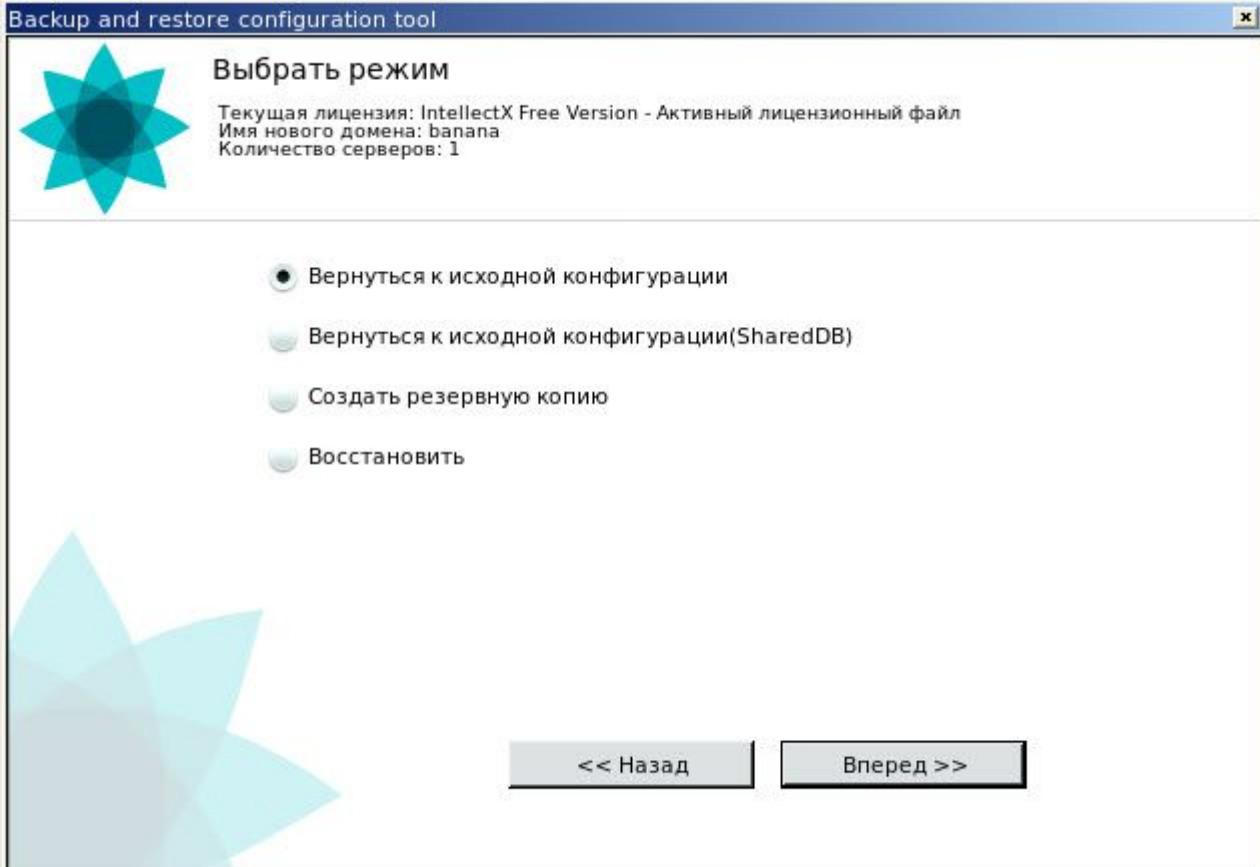 Backup and restore configuration tool
Выбрать режим
Текущая лицензия: IntellectX Free Version - Активный лицензионный файл
Имя нового домена: banana
Количество серверов: 1
Вернуться к исходной конфигурации
Вернуться к исходной конфигурации(SharedDB)
Создать резервную копию
Восстановить
<< Назад
Вперед >>